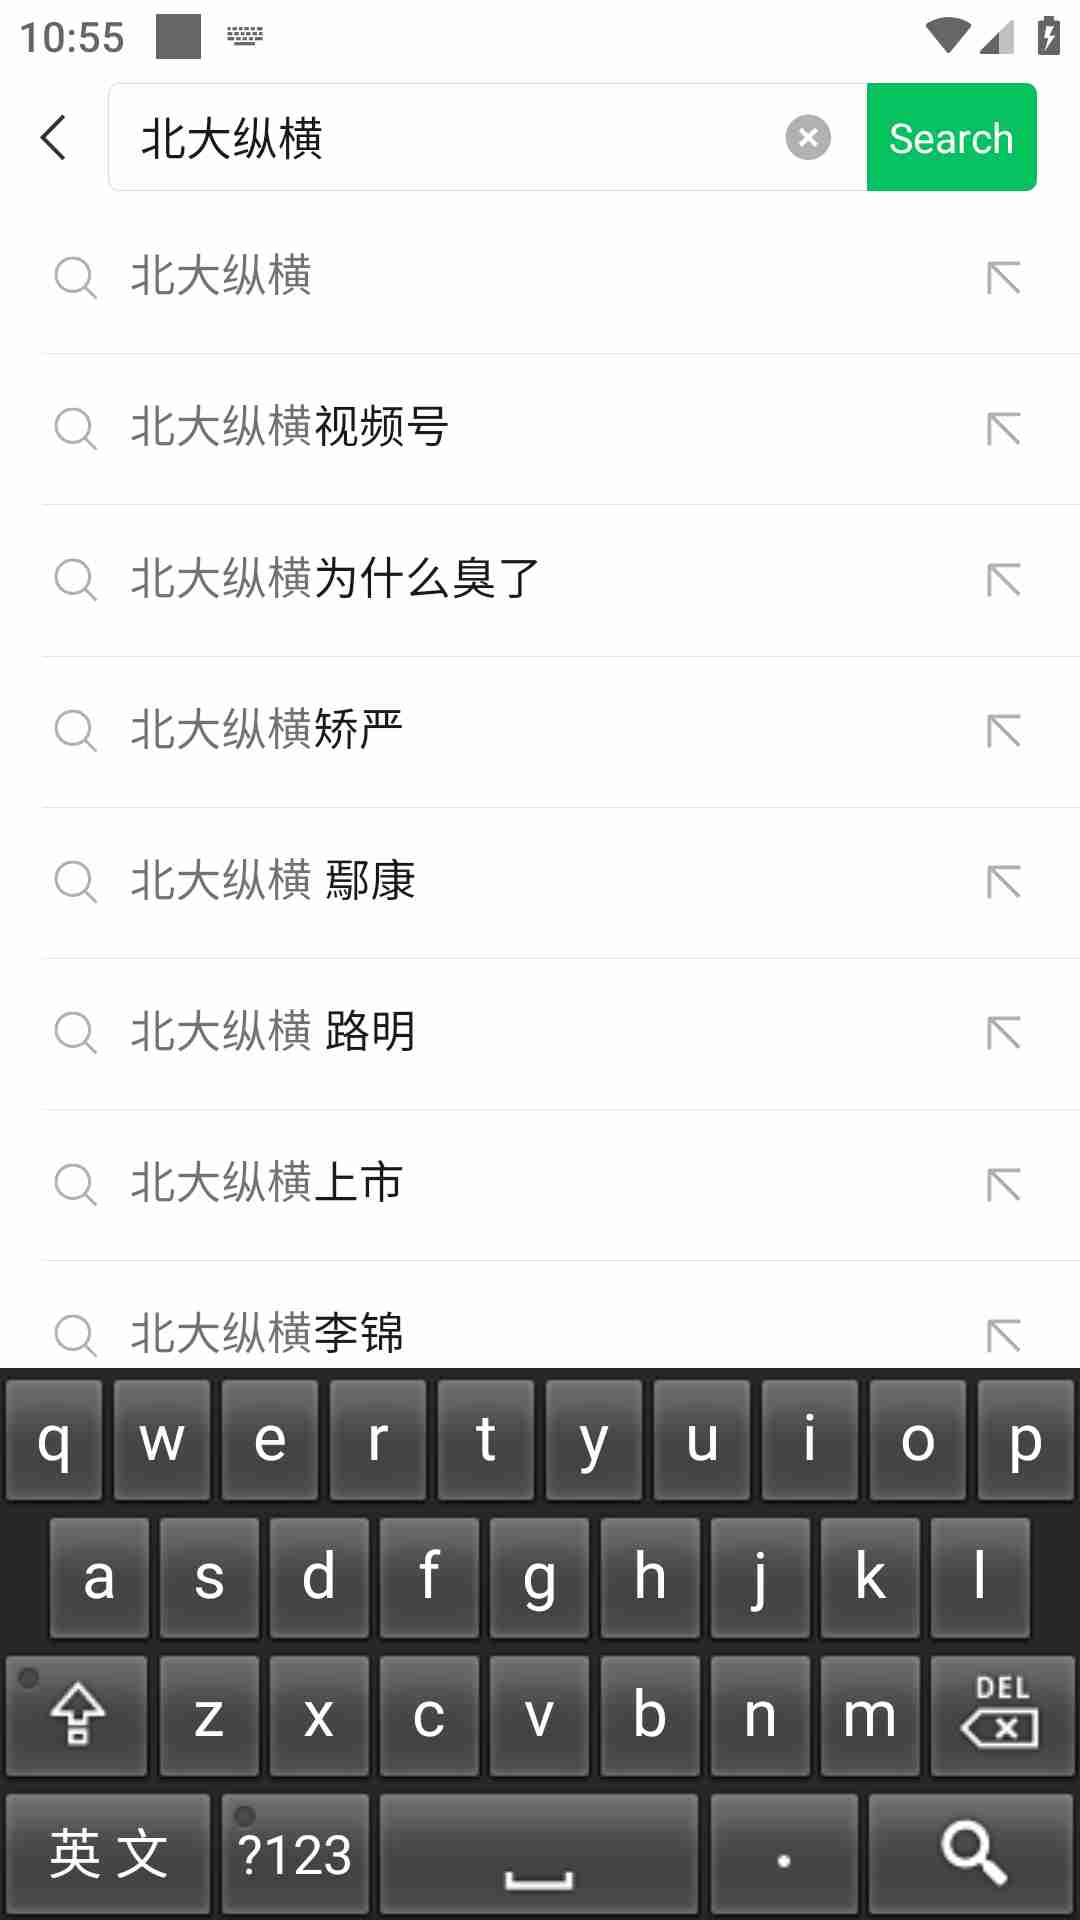 10:55
北大纵横
Search
北大纵横
北大纵横视频号
北大纵横为什么臭了
北大纵横矫严
北大纵横 鄢康
北大纵横 路明
北大纵横上市
北大纵横李锦
q w e r t y u i o p
a s d f g h j k l
z x c v b n m DEL
英文 ?123 .